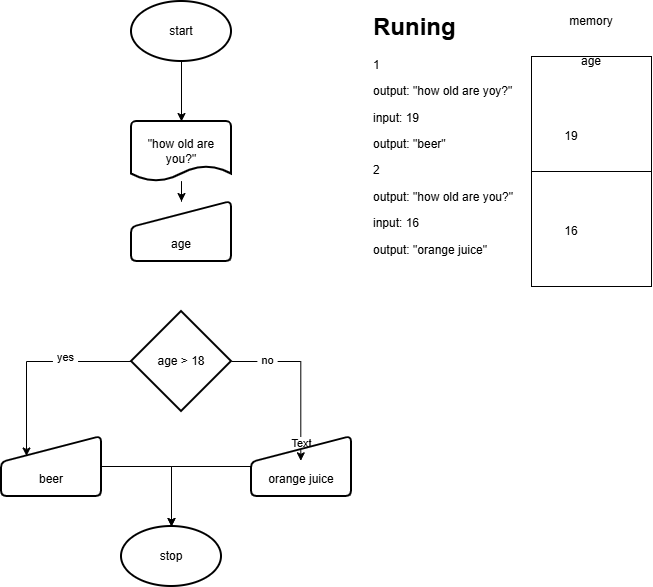 start
"how old are
you?"
age
age > 18
yes
no
Text
beer
orange juice
stop
Runing
1
output: "how old are yoy?"
input: 19
output: "beer"
2
output: "how old are you?"
input: 16
output: "orange juice"
memory
age
19
16